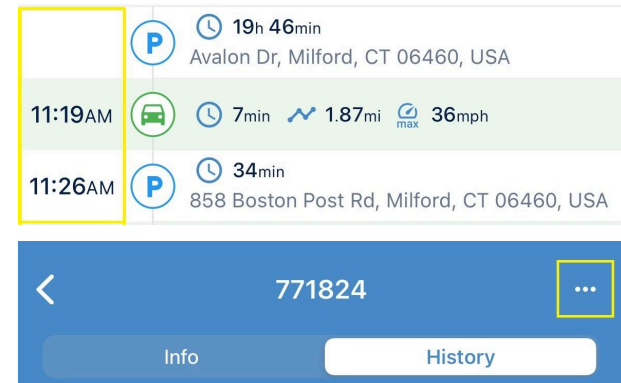 P
19h 46min
Avalon Dr, Milford, CT 06460, USA
11:19AM 7min 1.87mi max 36mph
34min
11:26AM P
858 Boston Post Rd, Milford, CT 06460, USA
771824
Info History